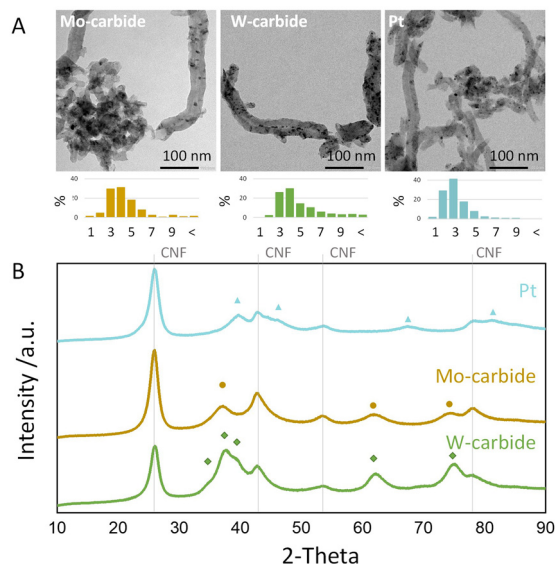 A
Mo-carbide
W-carbide
Pt
100 nm
100 nm
100 nm
%
40
20
0
1 3 5 7 9 <
%
40
20
0
1 3 5 7 9 <
%
40
20
0
1 3 5 7 9 <
B
CNF
CNF
CNF
CNF
Intensity /a.u.
Pt
Mo-carbide
W-carbide
10 20 30 40 50 60 70 80 90
2-Theta